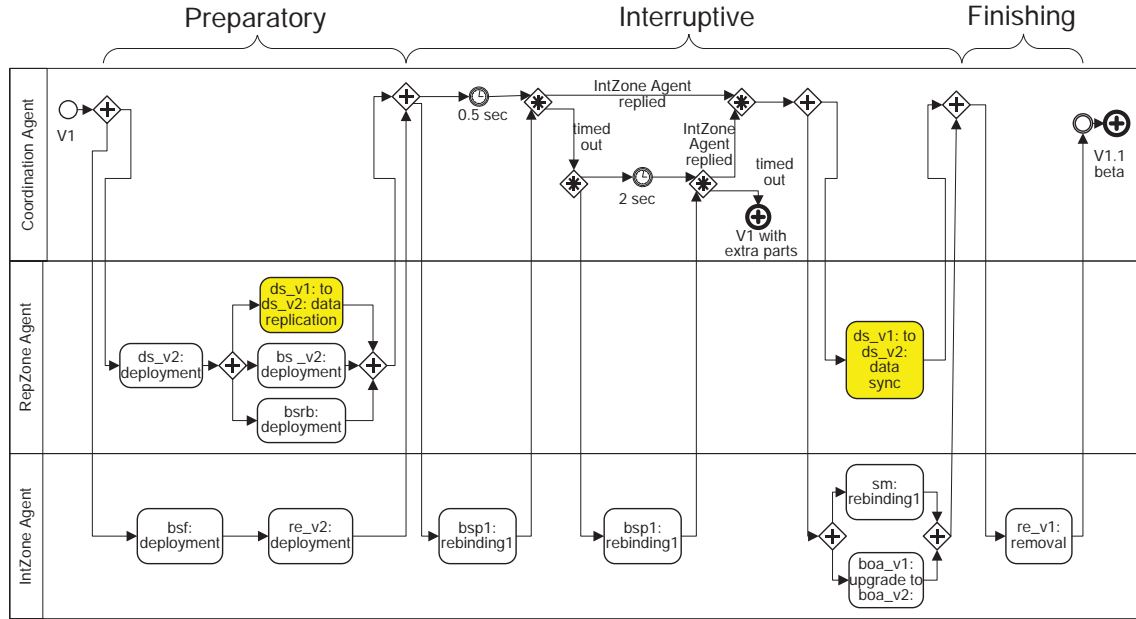 Preparatory
Interruptive
Finishing
Coordination Agent
V1
0.5 sec
IntZone Agent
replied
timed
out
2 sec
IntZone
Agent
replied
timed
out
V1 with
extra parts
V1.1
beta
RepZone Agent
ds_v2:
deployment
ds_v1: to
ds_v2: data
replication
bs _v2:
deployment
bsrb:
deployment
ds_v1: to
ds_v2:
data
sync
IntZone Agent
bsf:
deployment
re_v2:
deployment
bsp1:
rebinding1
bsp1:
rebinding1
sm:
rebinding1
boa_v1:
upgrade to
boa_v2:
re_v1:
removal